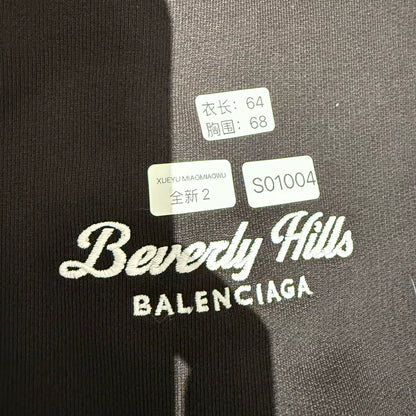 衣长：64
胸围：68
XUEYU MIAOMIAOWU
全新2
S01004
Beverly Hills
BALENCIAGA